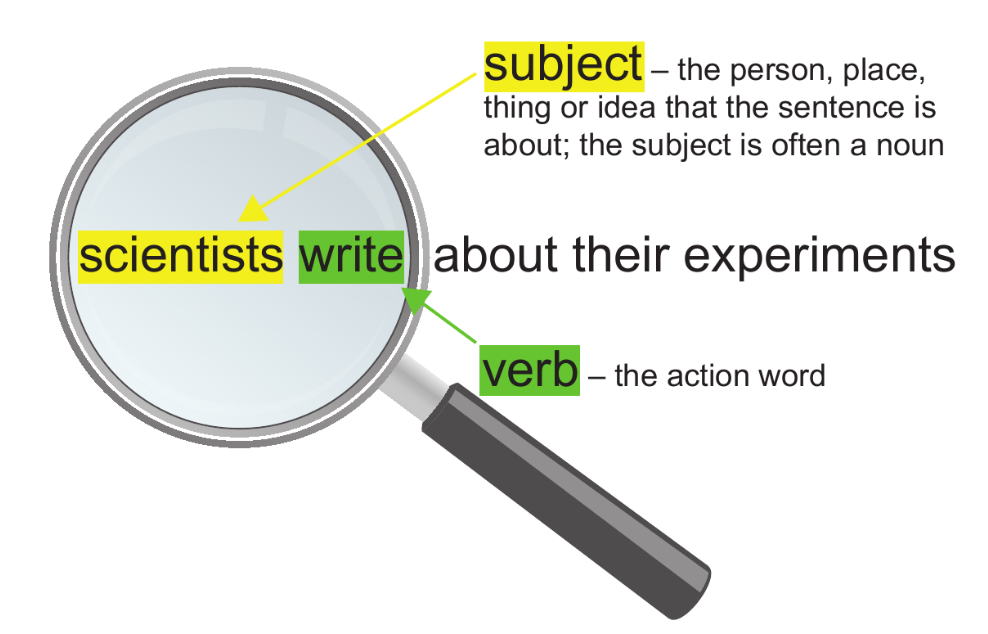 subject – the person, place,
thing or idea that the sentence is
about; the subject is often a noun
scientists write about their experiments
verb – the action word